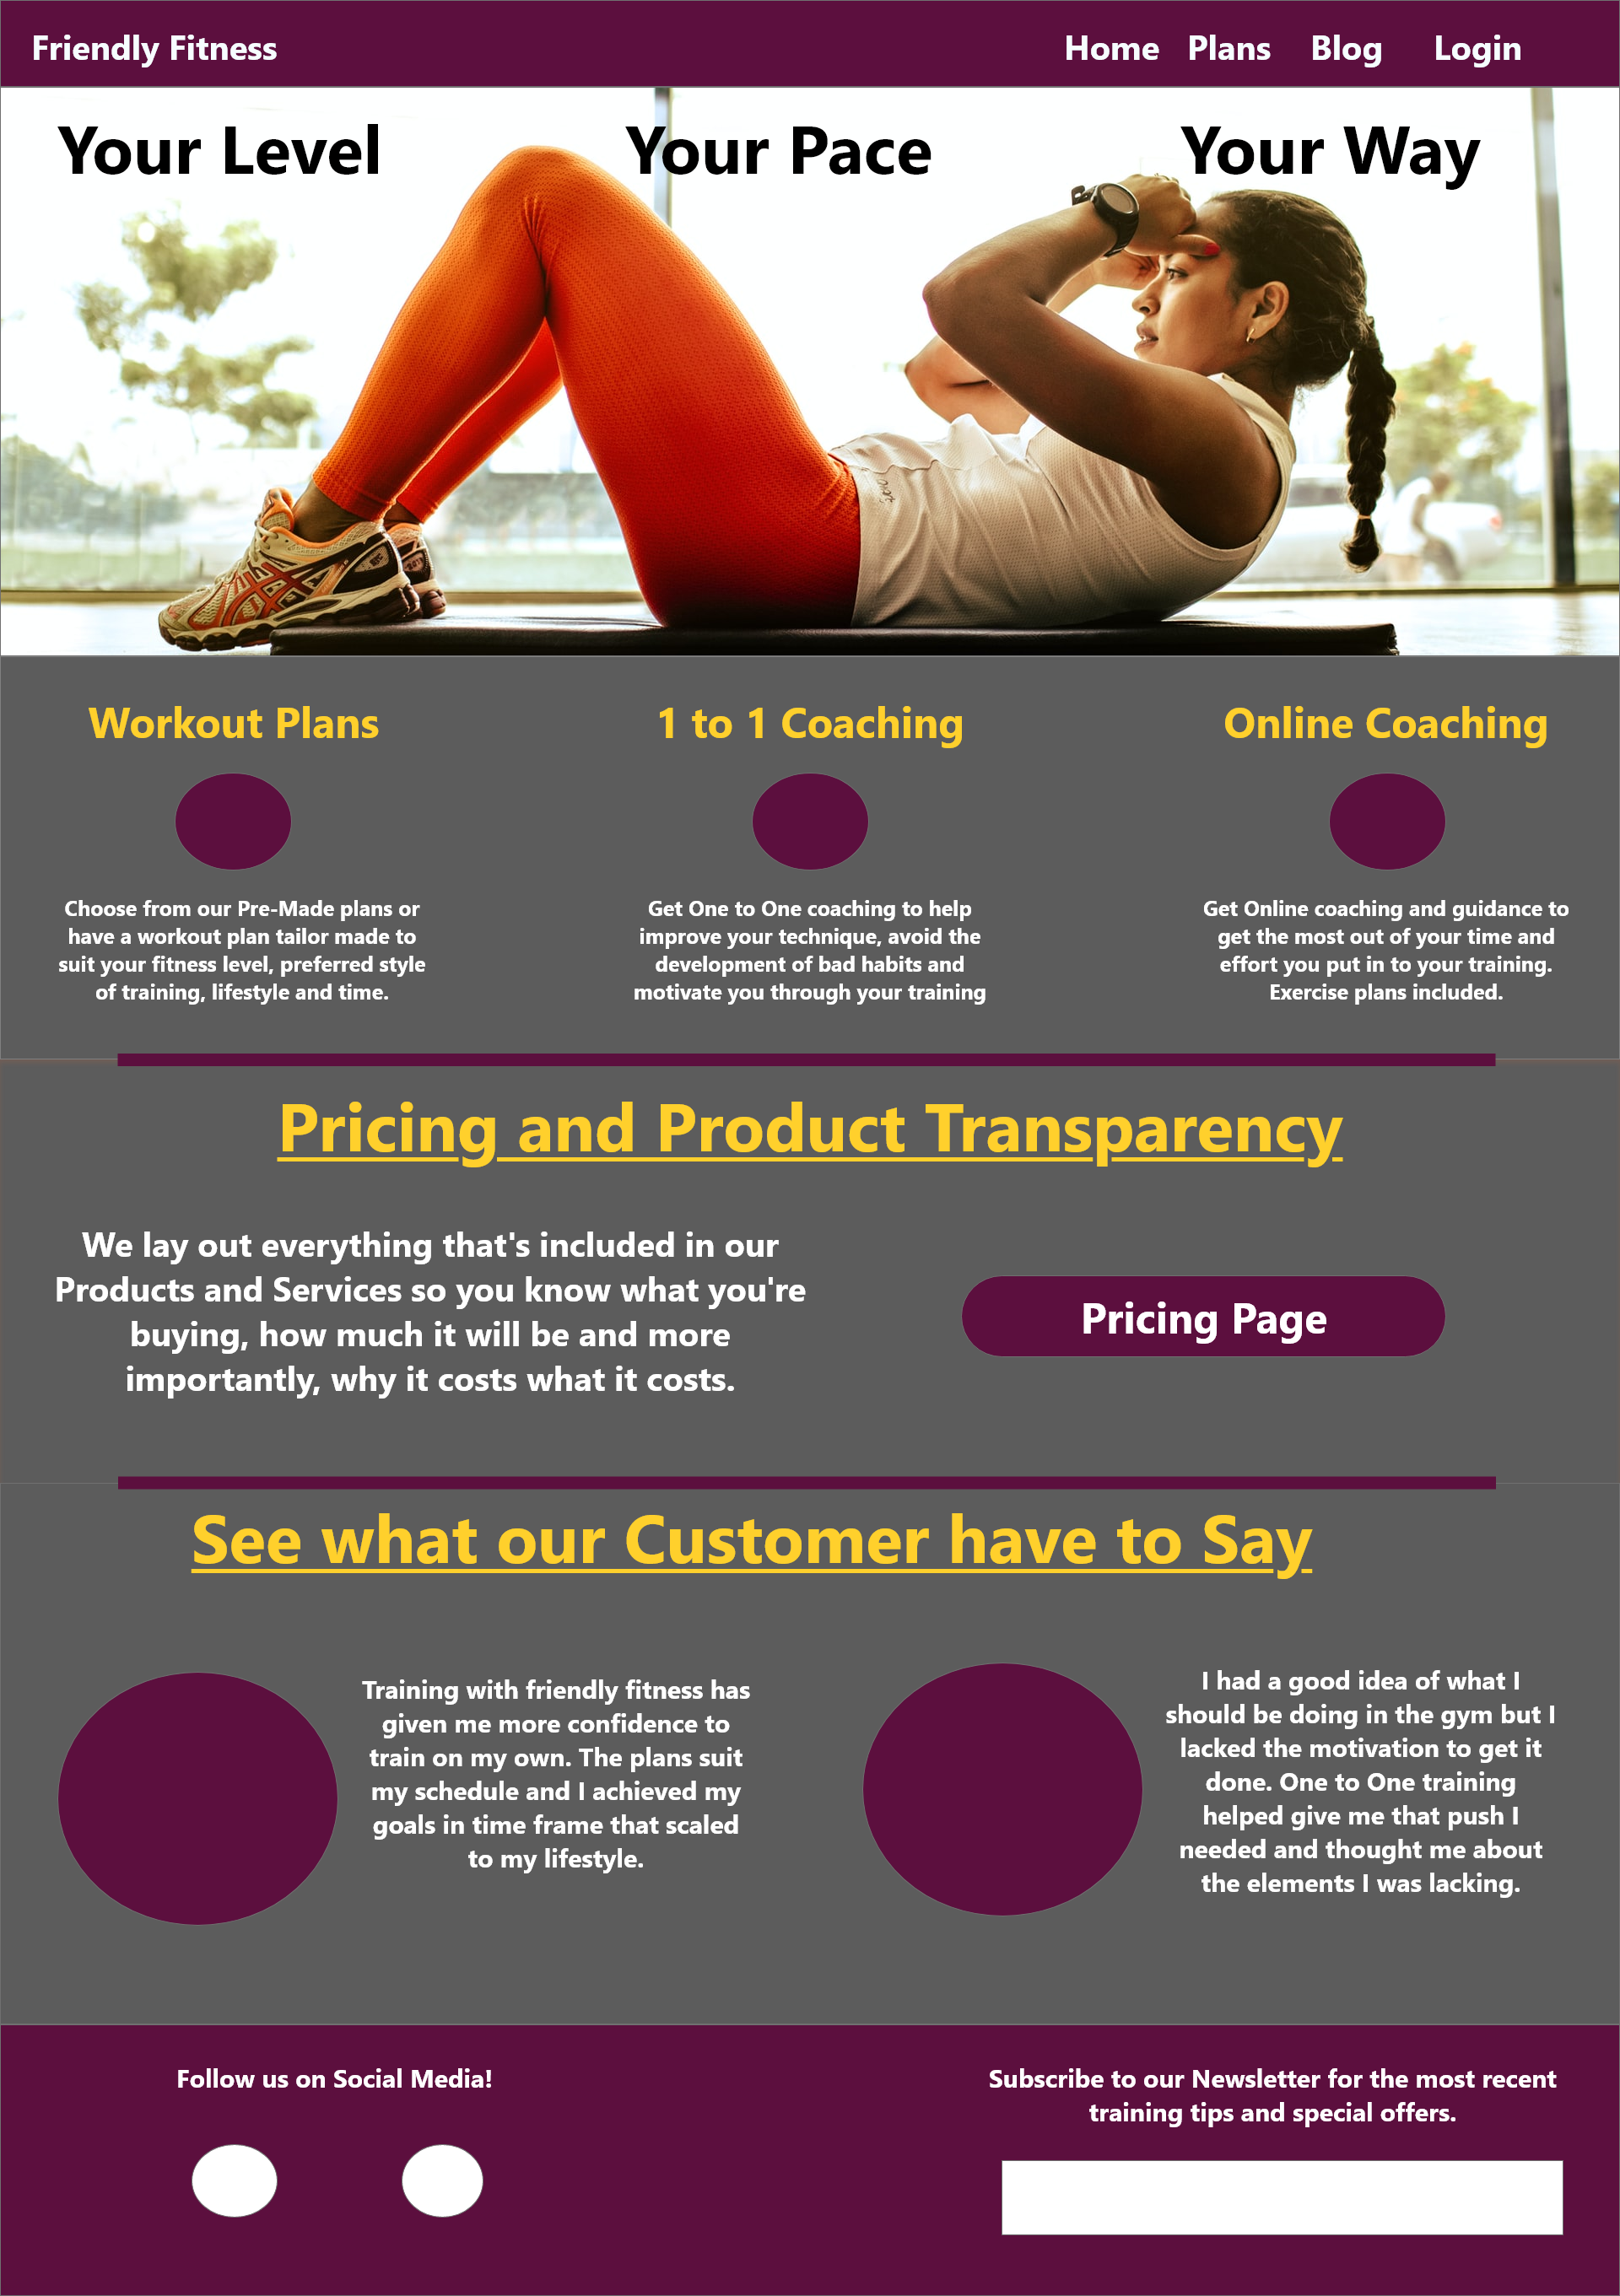 Friendly Fitness
Home Plans Blog Login
Your Level
Your Pace
Your Way
Workout Plans
Choose from our Pre-Made plans or
have a workout plan tailor made to
suit your fitness level, preferred style
of training, lifestyle and time.
1 to 1 Coaching
Get One to One coaching to help
improve your technique, avoid the
development of bad habits and
motivate you through your training
Online Coaching
Get Online coaching and guidance to
get the most out of your time and
effort you put in to your training.
Exercise plans included.
Pricing and Product Transparency
We lay out everything that's included in our
Products and Services so you know what you're
buying, how much it will be and more
importantly, why it costs what it costs.
Pricing Page
See what our Customer have to Say
Training with friendly fitness has
given me more confidence to
train on my own. The plans suit
my schedule and I achieved my
goals in time frame that scaled
to my lifestyle.
I had a good idea of what I
should be doing in the gym but I
lacked the motivation to get it
done. One to One training
helped give me that push I
needed and thought me about
the elements I was lacking.
Follow us on Social Media!
Subscribe to our Newsletter for the most recent
training tips and special offers.